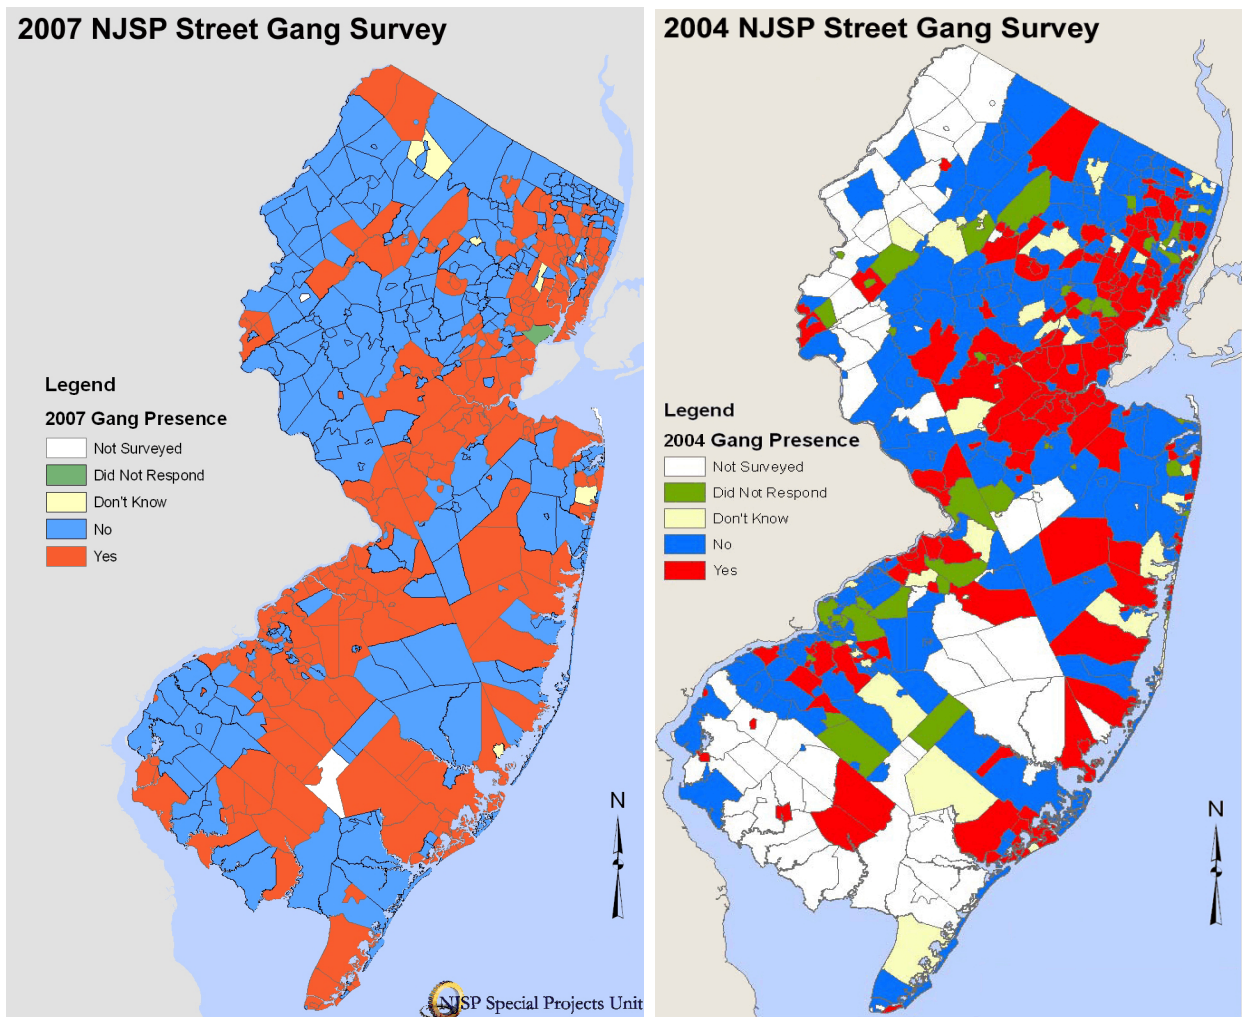 2007 NJSP Street Gang Survey
Legend
2007 Gang Presence
Not Surveyed
Did Not Respond
Don't Know
No
Yes
N
NJSP Special Projects Unit
2004 NJSP Street Gang Survey
Legend
2004 Gang Presence
Not Surveyed
Did Not Respond
Don't Know
No
Yes
N